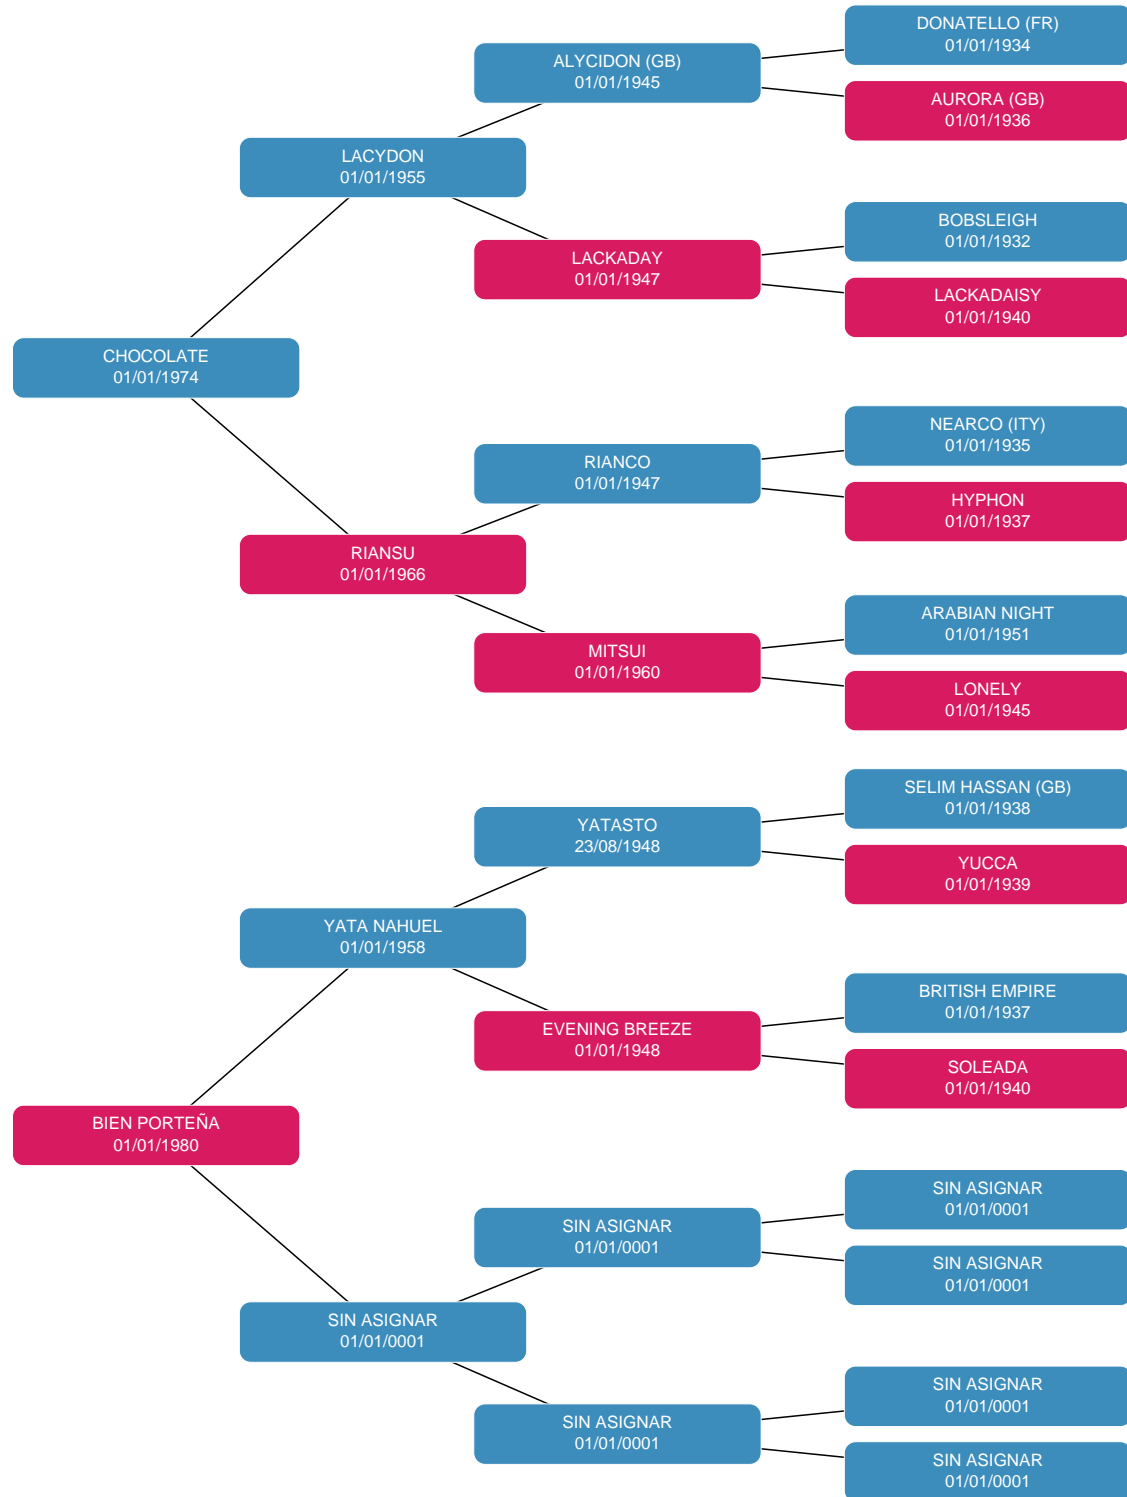 DONATELLO (FR)
01/01/1934
ALYCIDON (GB)
01/01/1945
AURORA (GB)
01/01/1936
LACYDON
01/01/1955
BOBSLEIGH
01/01/1932
LACKADAY
01/01/1947
LACKADAISY
01/01/1940
CHOCOLATE
01/01/1974
NEARCO (ITY)
01/01/1935
RIANCO
01/01/1947
HYPHON
01/01/1937
RIANSU
01/01/1966
ARABIAN NIGHT
01/01/1951
MITSUI
01/01/1960
LONELY
01/01/1945
SELIM HASSAN (GB)
01/01/1938
YATASTO
23/08/1948
YUCCA
01/01/1939
YATA NAHUEL
01/01/1958
BRITISH EMPIRE
01/01/1937
EVENING BREEZE
01/01/1948
SOLEADA
01/01/1940
BIEN PORTEÑA
01/01/1980
SIN ASIGNAR
01/01/0001
SIN ASIGNAR
01/01/0001
SIN ASIGNAR
01/01/0001
SIN ASIGNAR
01/01/0001
SIN ASIGNAR
01/01/0001
SIN ASIGNAR
01/01/0001
SIN ASIGNAR
01/01/0001